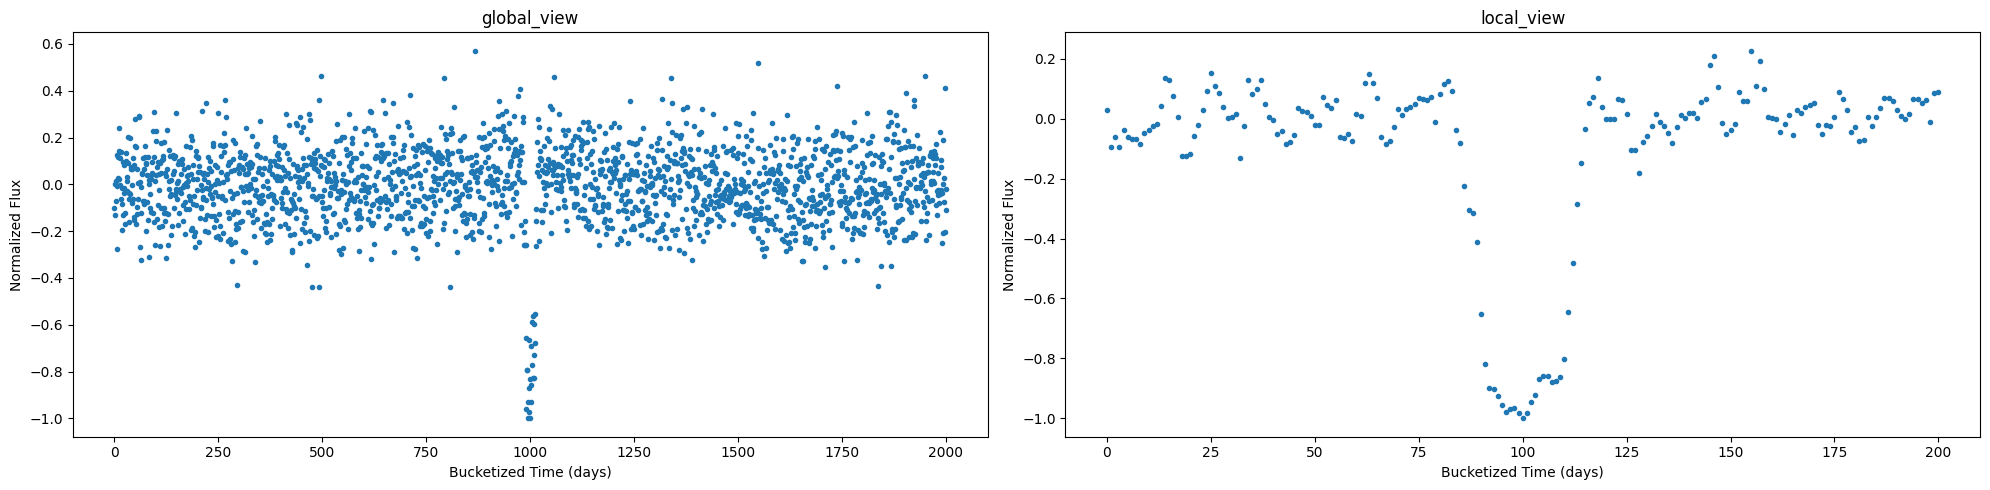 global_view
local_view
0.6
0.4
0.2
0.0
−0.2
−0.4
−0.6
−0.8
−1.0
Normalized Flux
0 250 500 750 1000 1250 1500 1750 2000
Bucketized Time (days)
0.2
0.0
−0.2
−0.4
−0.6
−0.8
−1.0
Normalized Flux
0 25 50 75 100 125 150 175 200
Bucketized Time (days)